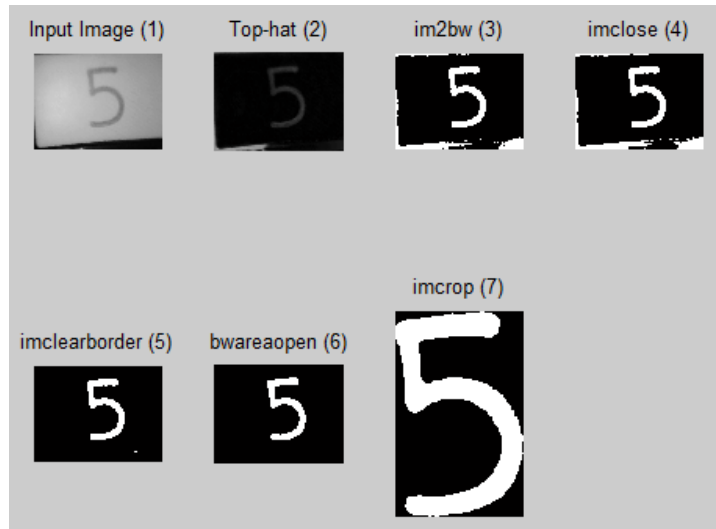 Input Image (1)
Top-hat (2)
im2bw (3)
imclose (4)
5
5
5
5
imclearborder (5)
bwareaopen (6)
imcrop (7)
5
5
5